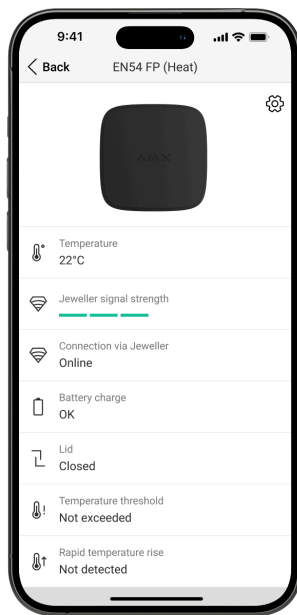 9:41
Back
EN54 FP (Heat)
AJAX
Temperature
22°C
Jeweller signal strength
Connection via Jeweller
Online
Battery charge
OK
Lid
Closed
Temperature threshold
Not exceeded
Rapid temperature rise
Not detected